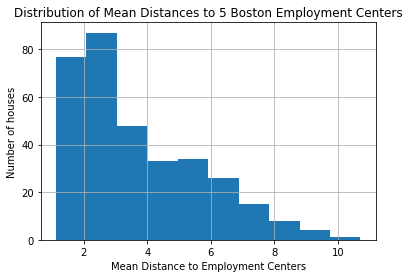 Distribution of Mean Distances to 5 Boston Employment Centers
Number of houses
80
60
40
20
0
2 4 6 8 10
Mean Distance to Employment Centers